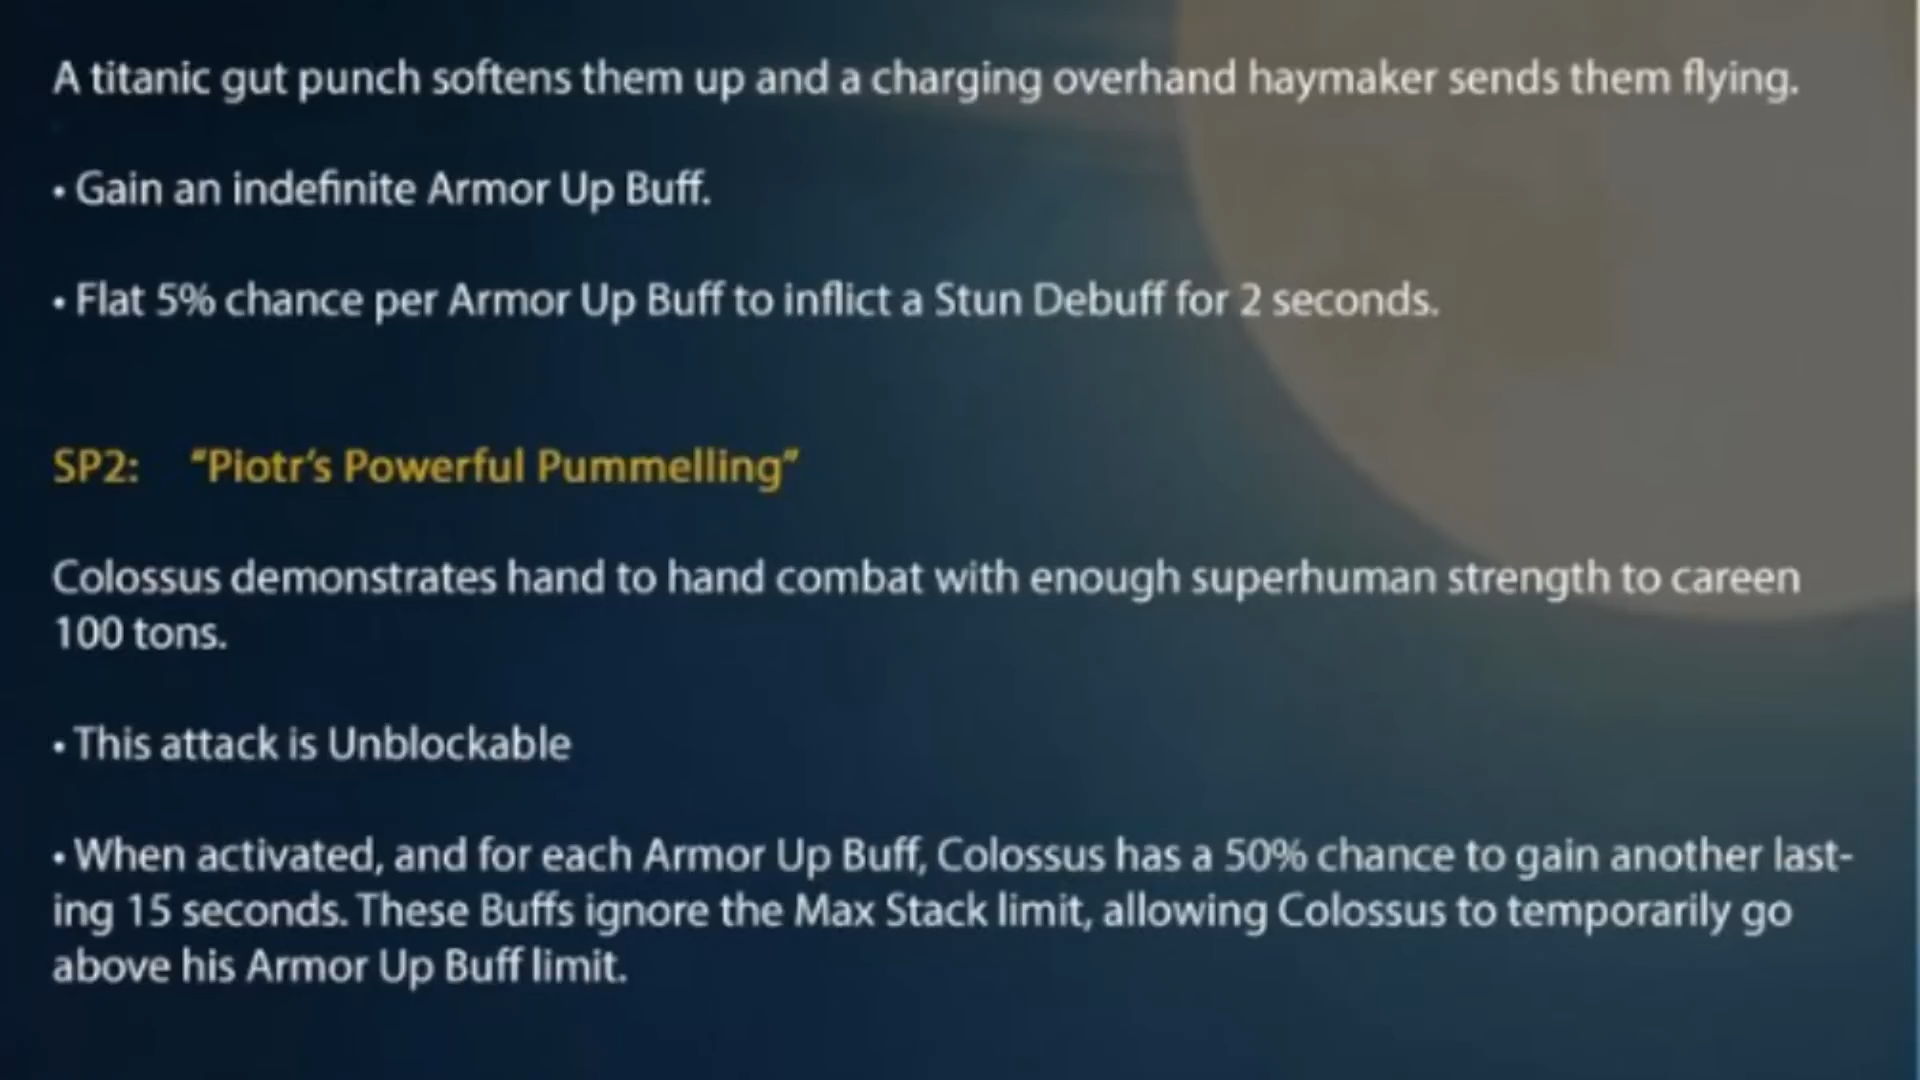 A titanic gut punch softens them up and a charging overhand haymaker sends them flying.
• Gain an indefinite Armor Up Buff.
• Flat 5% chance per Armor Up Buff to inflict a Stun Debuff for 2 seconds.
SP2: “Piotr’s Powerful Pummelling”
Colossus demonstrates hand to hand combat with enough superhuman strength to careen
100 tons.
• This attack is Unblockable
• When activated, and for each Armor Up Buff, Colossus has a 50% chance to gain another last-
ing 15 seconds. These Buffs ignore the Max Stack limit, allowing Colossus to temporarily go
above his Armor Up Buff limit.